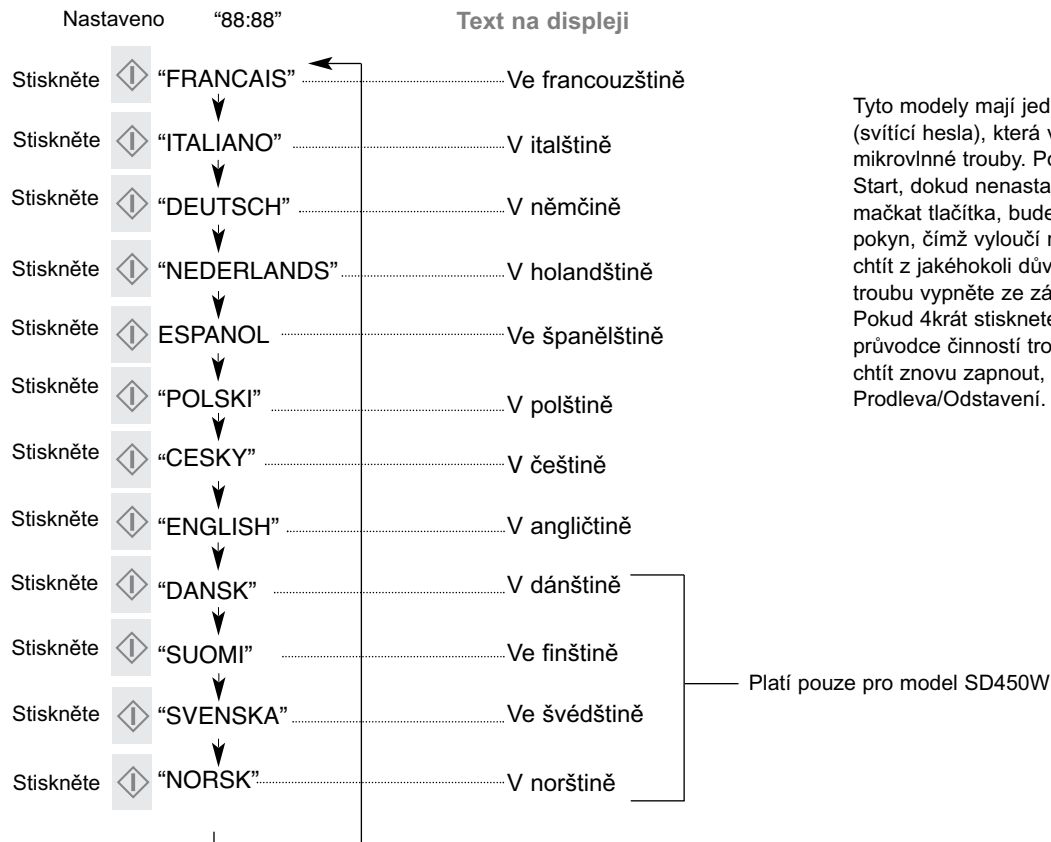 Nastaveno “88:88” Text na displeji
Stiskněte “FRANCAIS” Ve francouzštině
Stiskněte “ITALIANO” V italštině
Stiskněte “DEUTSCH” V němčině
Stiskněte “NEDERLANDS” V holandštině
Stiskněte ESPANOL Ve španělštině
Stiskněte “POLSKI” V polštině
Stiskněte “CESKY” V češtině
Stiskněte “ENGLISH” V angličtině
Stiskněte “DANSK” V dánštině
Stiskněte “SUOMI” Ve finštině
Stiskněte “SVENSKA” Ve švédštině
Stiskněte “NORSK” V norštině
Platí pouze pro model SD450W
Tyto modely mají jed
(svítící hesla), která v
mikrovlnné trouby. Po
Start, dokud nenasta
mačkat tlačítka, bude
pokyn, čímž vyloučí
chtít z jakéhokoli dův
troubu vypněte ze zá
Pokud 4krát stisknete
průvodce činností tro
chtít znovu zapnout,
Prodleva/Odstavení.